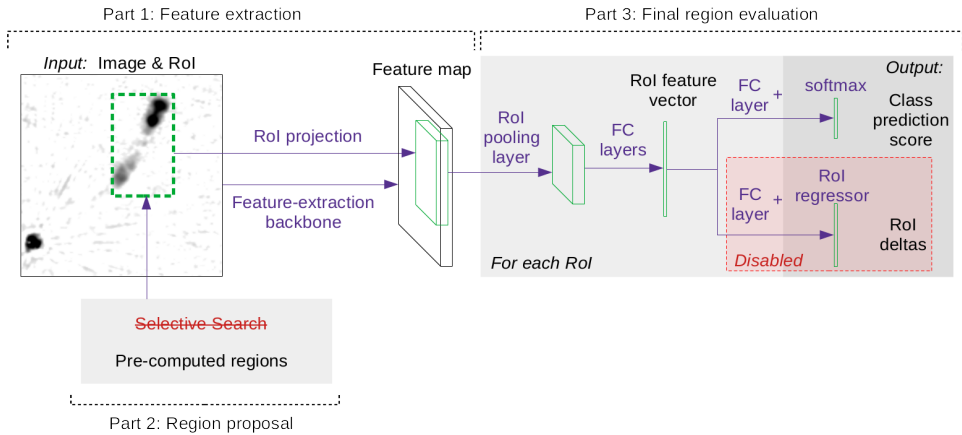 Part 1: Feature extraction
Part 3: Final region evaluation
Input: Image & RoI
Feature map
RoI projection
Feature-extraction
backbone
RoI
pooling
layer
FC
layers
RoI feature
vector
FC
layer +
softmax
Output:
Class
prediction
score
FC
layer +
RoI
regressor
RoI
deltas
Disabled
For each RoI
Selective Search
Pre-computed regions
Part 2: Region proposal